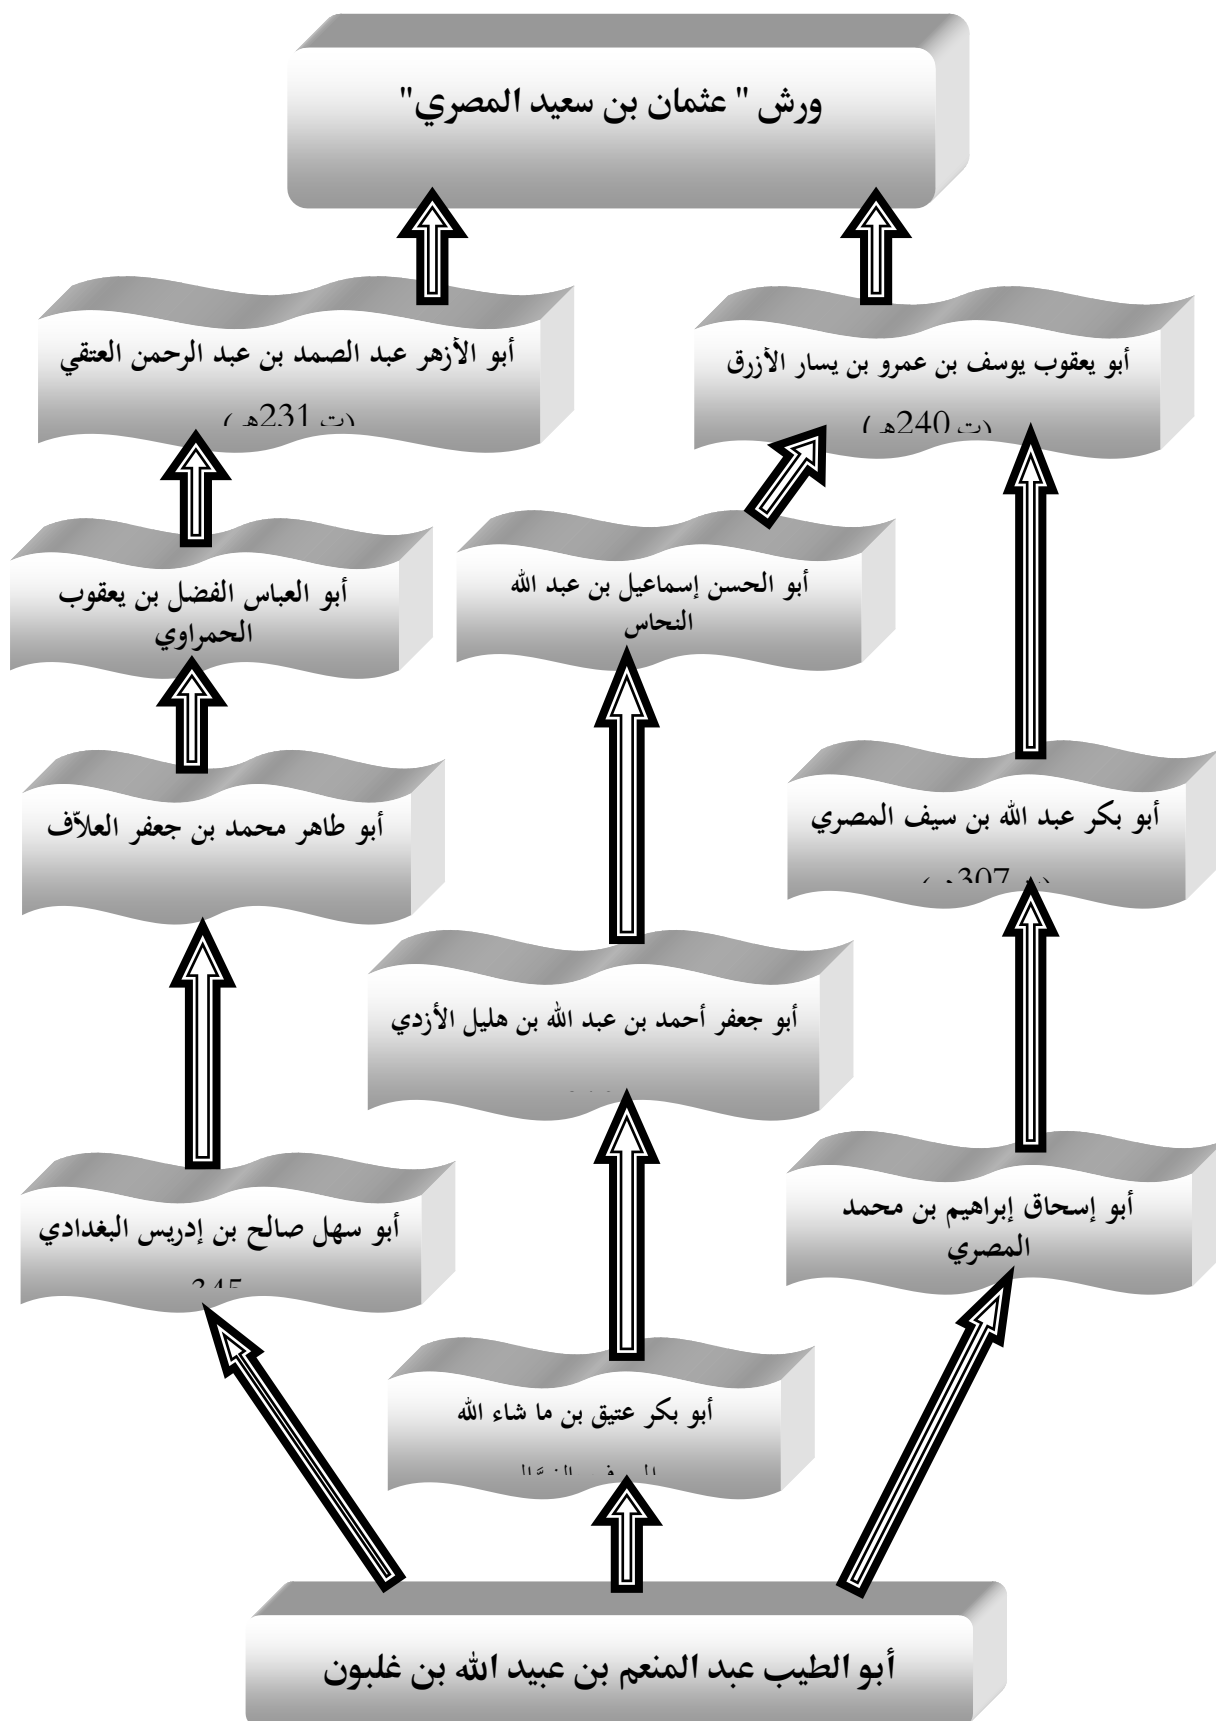 ورش " عثمان بن سعيد المصري"
أبو يعقوب يوسف بن عمرو بن يسار الأزرق
(ت 240هـ)
أبو الأزهر عبد الصمد بن عبد الرحمن العتقي
(ت 231هـ)
أبو الحسن إسماعيل بن عبد الله
النحاس
أبو العباس الفضل بن يعقوب
الحمراوي
أبو بكر عبد الله بن سيف المصري
307
أبو طاهر محمد بن جعفر العلاّف
أبو جعفر أحمد بن عبد الله بن هليل الأزدي
أبو إسحاق إبراهيم بن محمد
المصري
أبو سهل صالح بن إدريس البغدادي
345
أبو بكر عتيق بن ما شاء الله
أبو الطيب عبد المنعم بن عبيد الله بن غلبون